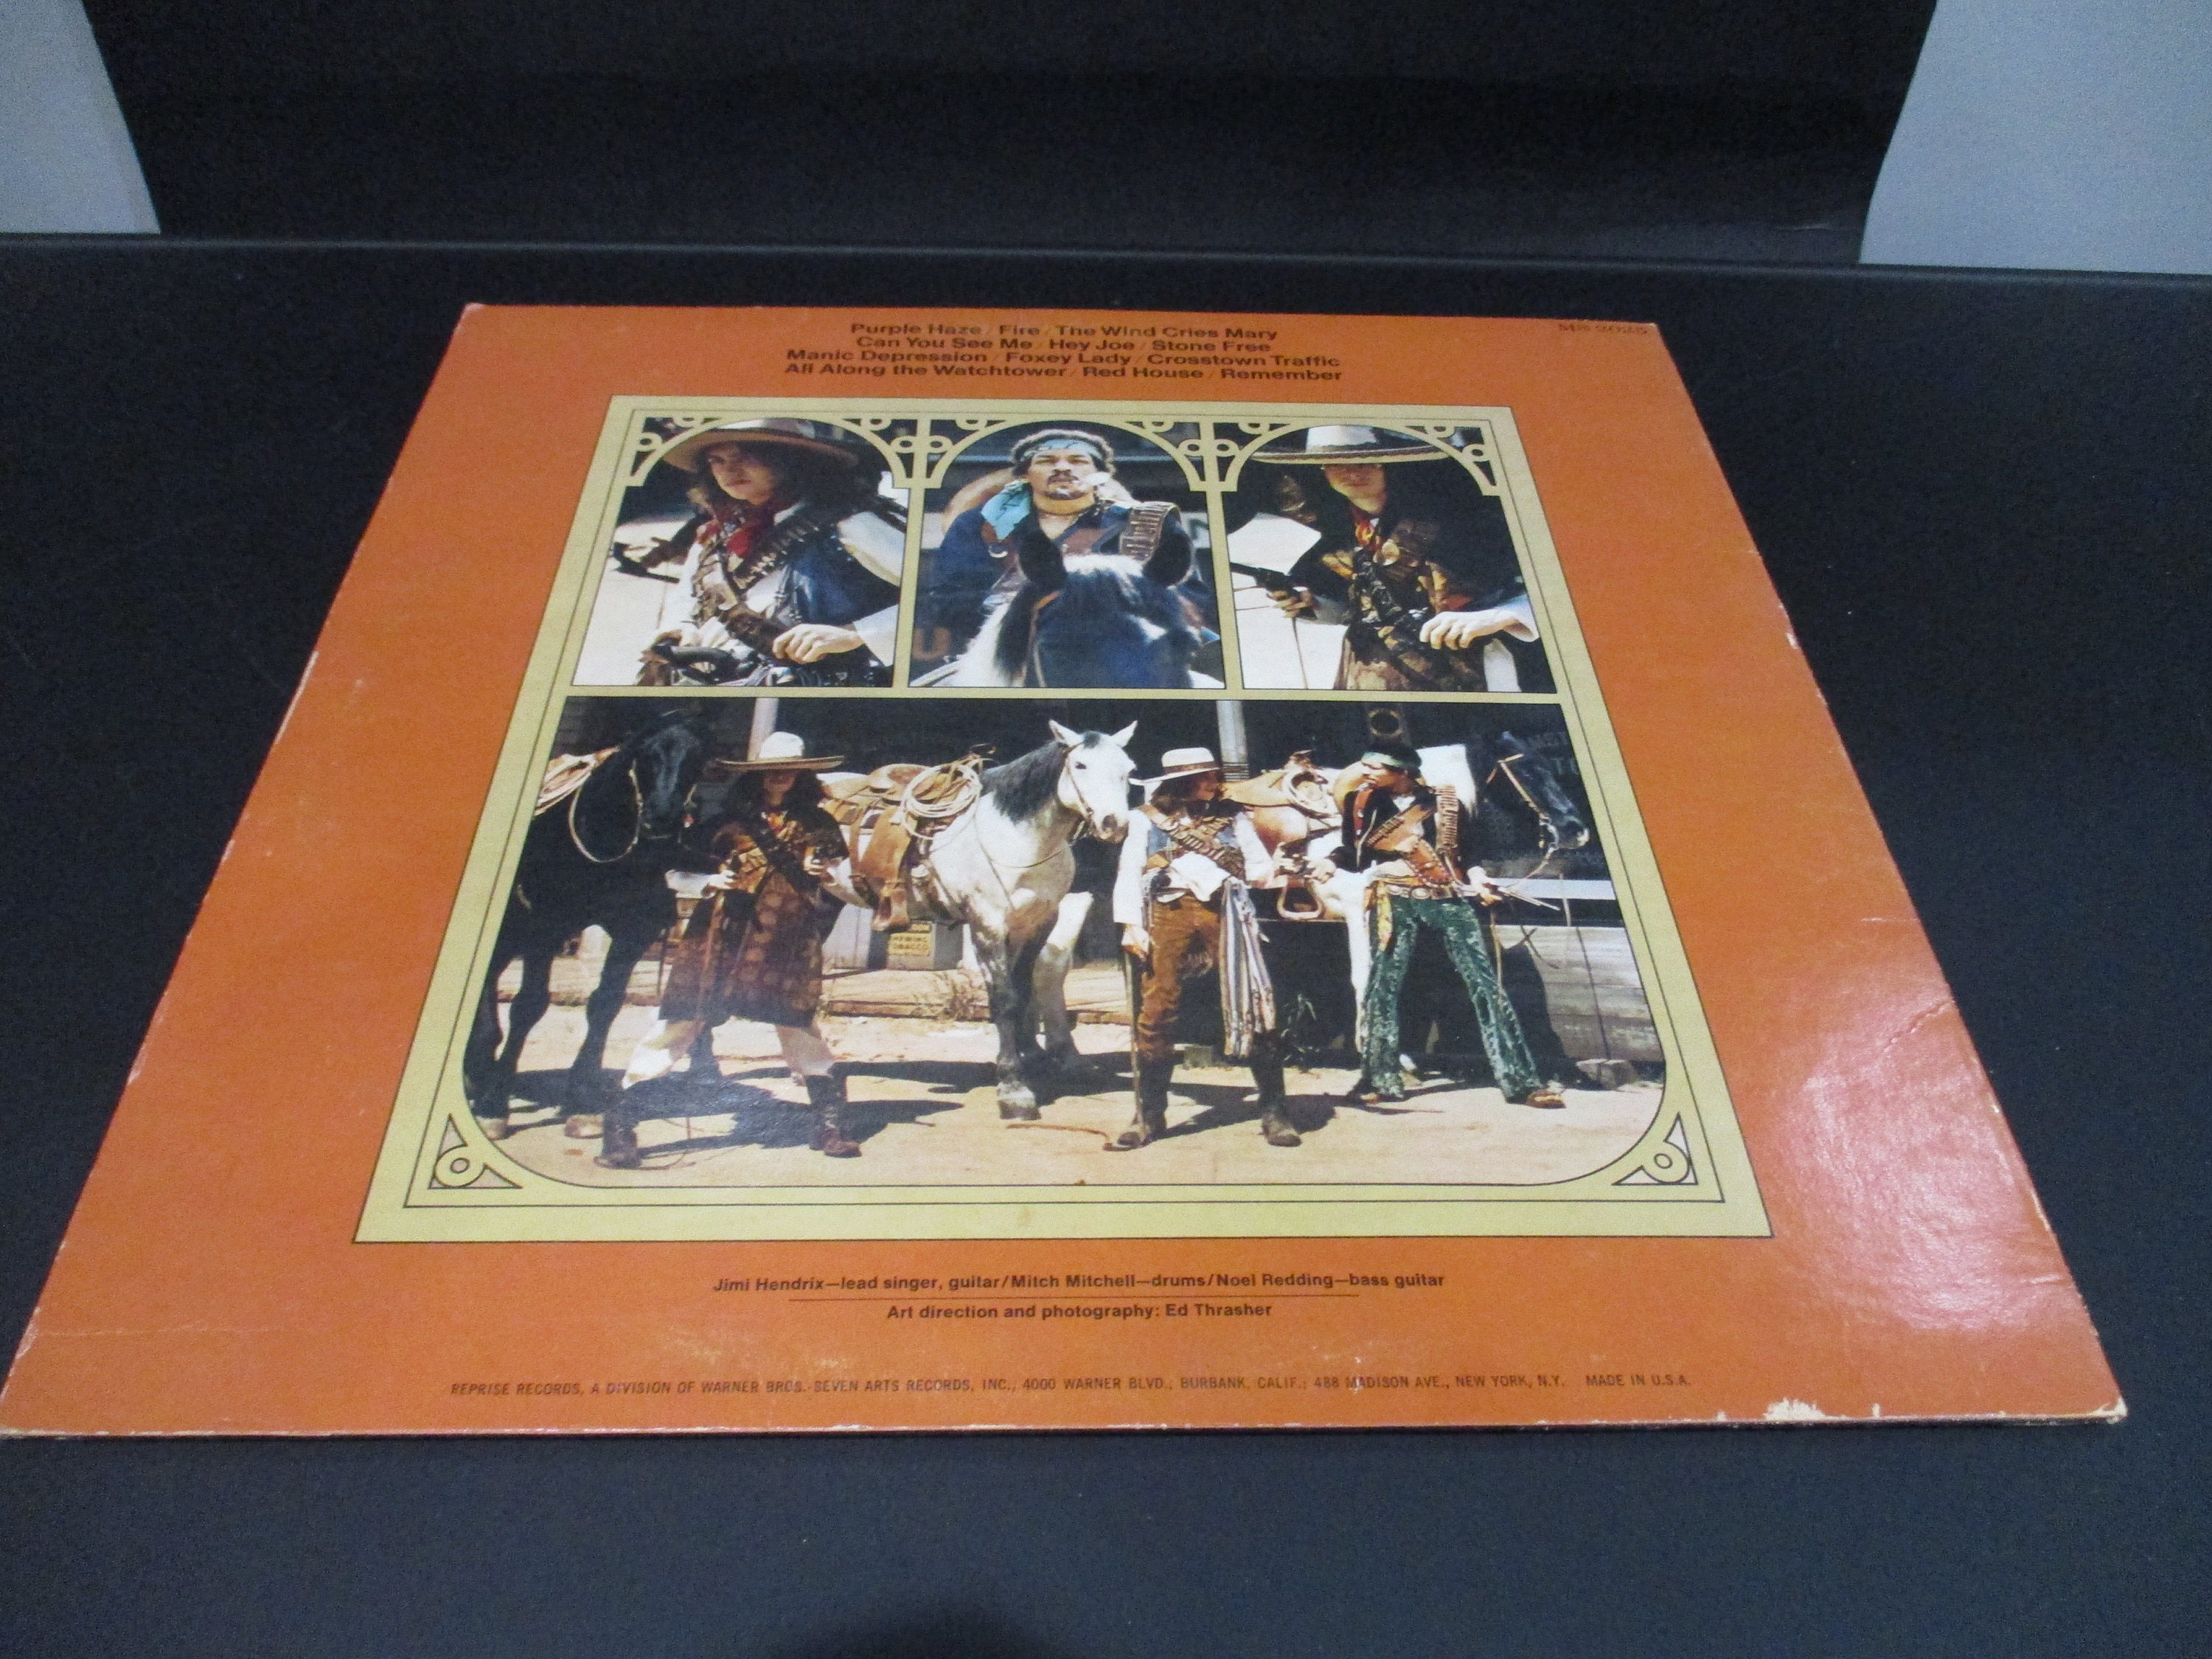 Purple Haze / Fire / The Wind Cries Mary
Can You See Me / Hey Joe / Stone Free
Manic Depression / Foxey Lady / Crosstown Traffic
All Along the Watchtower / Red House / Remember
CHEWING
TOBACCO
Jimi Hendrix—lead singer, guitar/Mitch Mitchell—drums/Noel Redding—bass guitar
Art direction and photography: Ed Thrasher
REPRISE RECORDS, A DIVISION OF WARNER BROS.-SEVEN ARTS RECORDS, INC., 4000 WARNER BLVD., BURBANK, CALIF.; 488 MADISON AVE., NEW YORK, N.Y. MADE IN U.S.A.